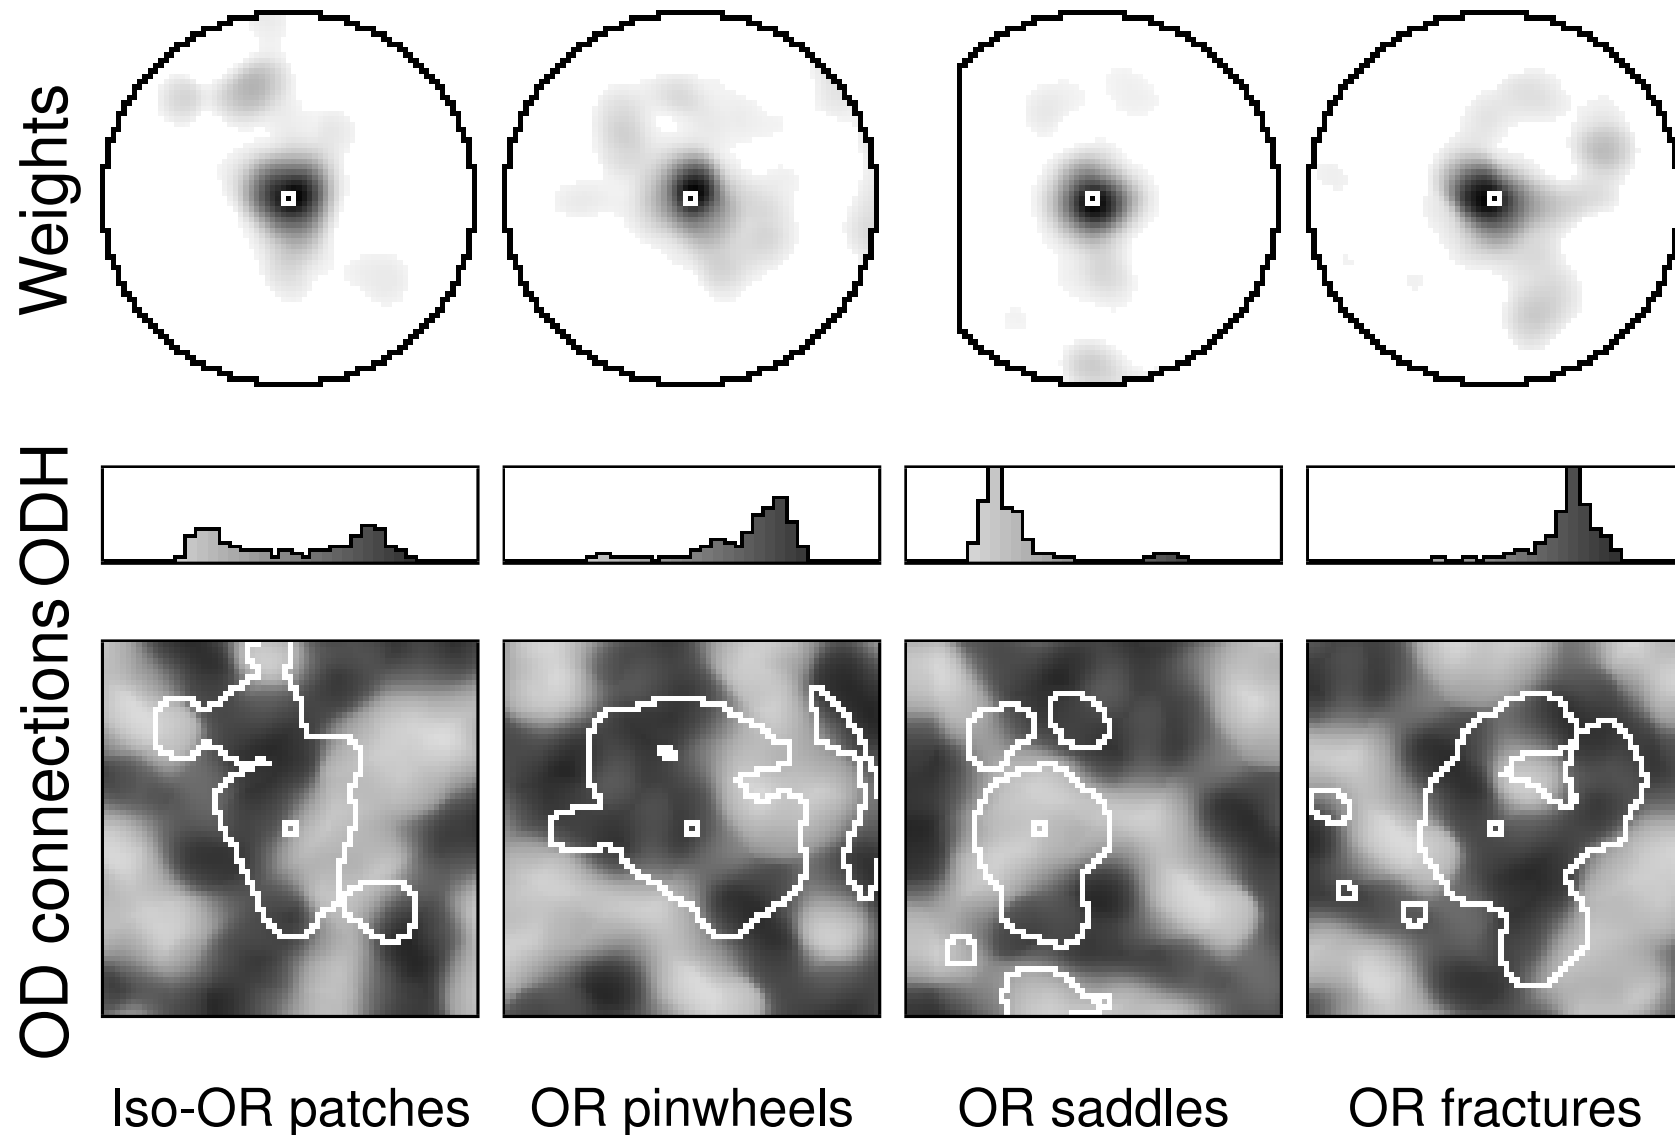 Weights
ODH
OD connections
Iso-OR patches
OR pinwheels
OR saddles
OR fractures